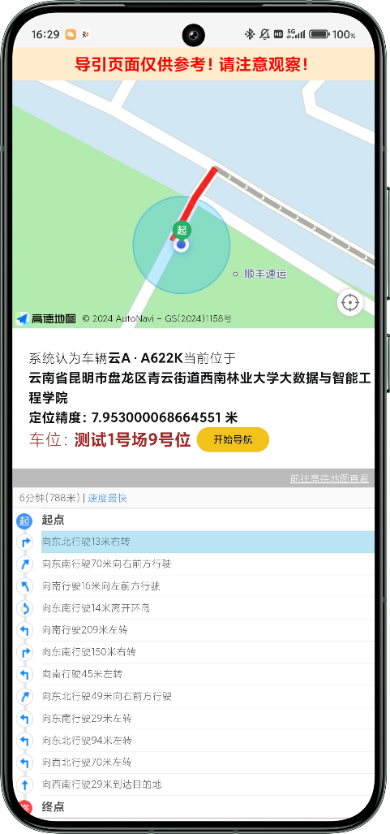 16:29
HD
5G
100%
导引页面仅供参考! 请注意观察!
起
顺丰速运
高德地图 © 2024 AutoNavi - GS(2024)1158号
系统认为车辆云A · A622K当前位于
云南省昆明市盘龙区青云街道西南林业大学大数据与智能工
程学院
定位精度: 7.953000068664551 米
车位: 测试1号场9号位 开始导航
前往高德地图查看
6分钟(788米) | 速度最快
起 起点
向东北行驶13米右转
向东南行驶70米向右前方行驶
向南行驶16米向左前方行驶
向东南行驶14米离开环岛
向南行驶209米左转
向东南行驶150米右转
向南行驶45米左转
向东北行驶49米向右前方行驶
向东南行驶29米左转
向东北行驶94米左转
向西北行驶70米左转
向西南行驶29米到达目的地
终点